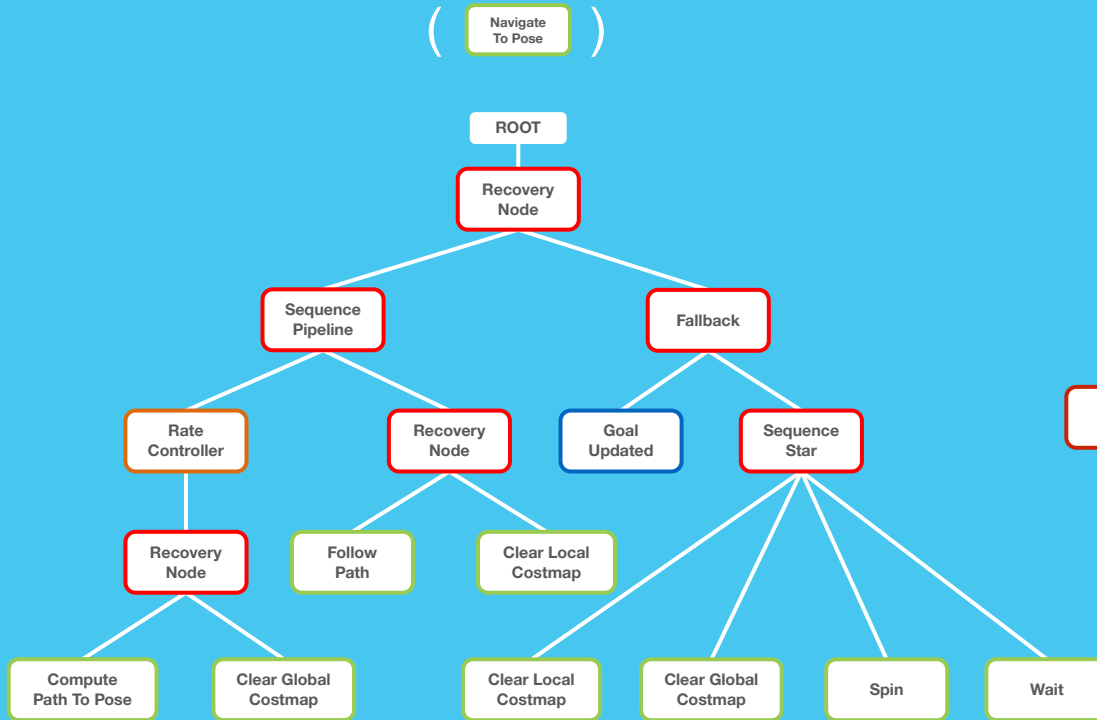 ( Navigate
To Pose )
ROOT
Recovery
Node
Sequence
Pipeline
Fallback
Rate
Controller
Recovery
Node
Goal
Updated
Sequence
Star
Recovery
Node
Follow
Path
Clear Local
Costmap
Compute
Path To Pose
Clear Global
Costmap
Clear Local
Costmap
Clear Global
Costmap
Spin
Wait